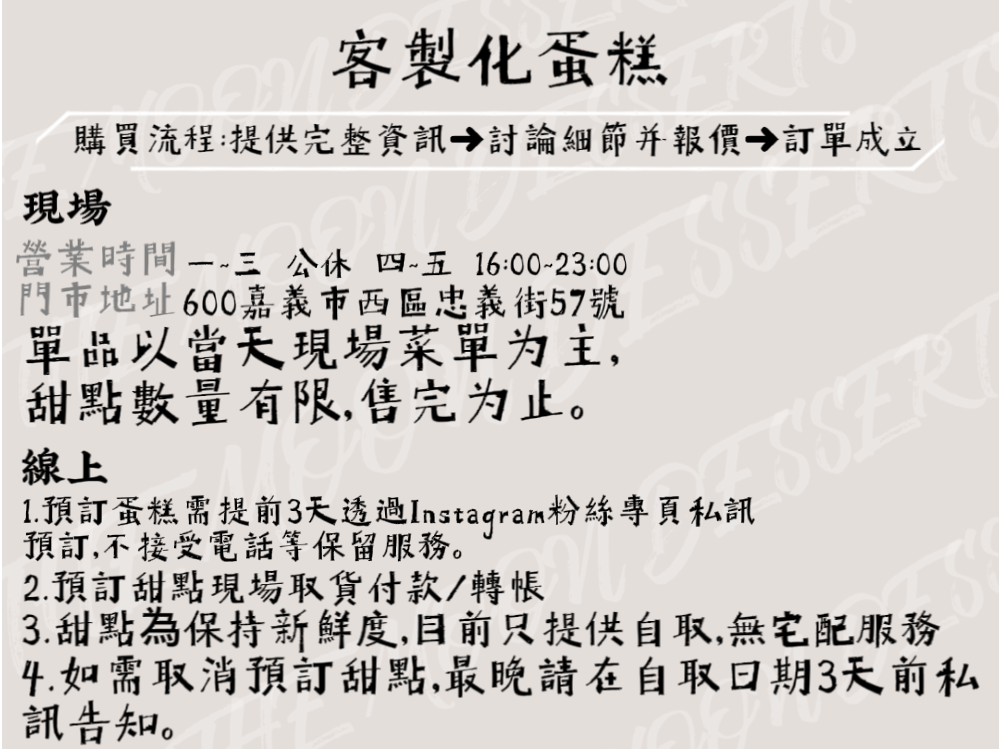 客製化蛋糕
購買流程:提供完整資訊➜討論細節并報價➜訂單成立
現場
營業時間 一~三 公休 四~五 16:00~23:00
門市地址 600嘉義市西區忠義街57號
單品以當天現場菜單为主,
甜點數量有限,售完为止。
線上
1.預訂蛋糕需提前3天透過Instagram粉絲專頁私訊
預訂,不接受電話等保留服務。
2.預訂甜點現場取貨付款/轉帳
3.甜點為保持新鮮度,目前只提供自取,無宅配服務
4.如需取消預訂甜點,最晚請在自取日期3天前私
訊告知。
THE MOON DESSERTS